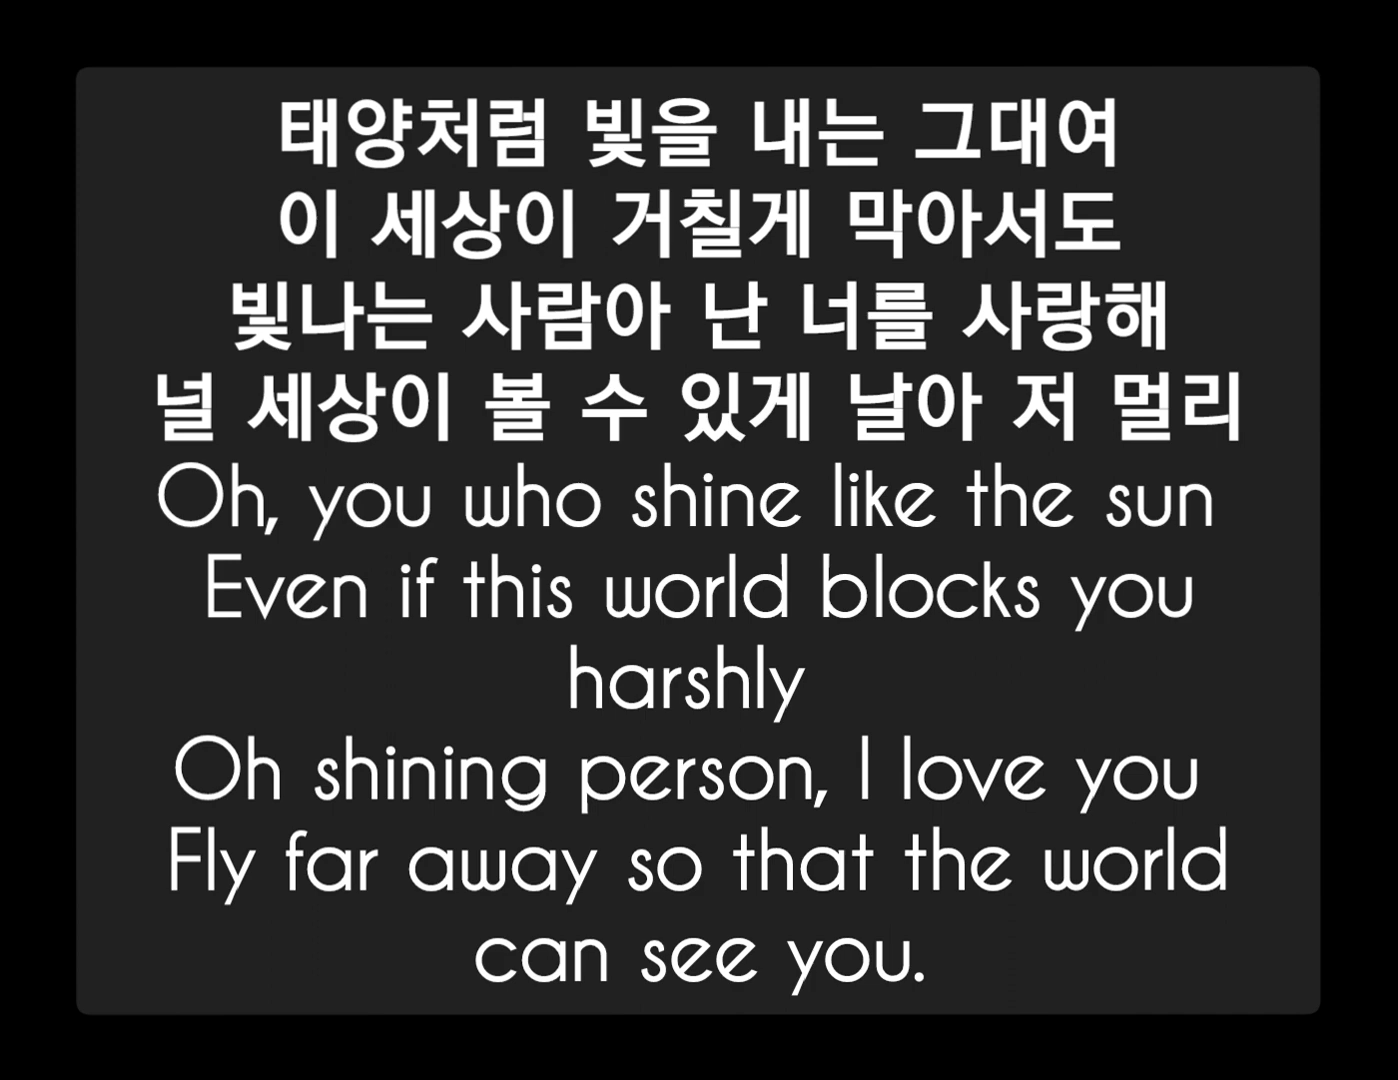 태양처럼 빛을 내는 그대여
이 세상이 거칠게 막아서도
빛나는 사람아 난 너를 사랑해
널 세상이 볼 수 있게 날아 저 멀리
Oh, you who shine like the sun
Even if this world blocks you
harshly
Oh shining person, I love you
Fly far away so that the world
can see you.